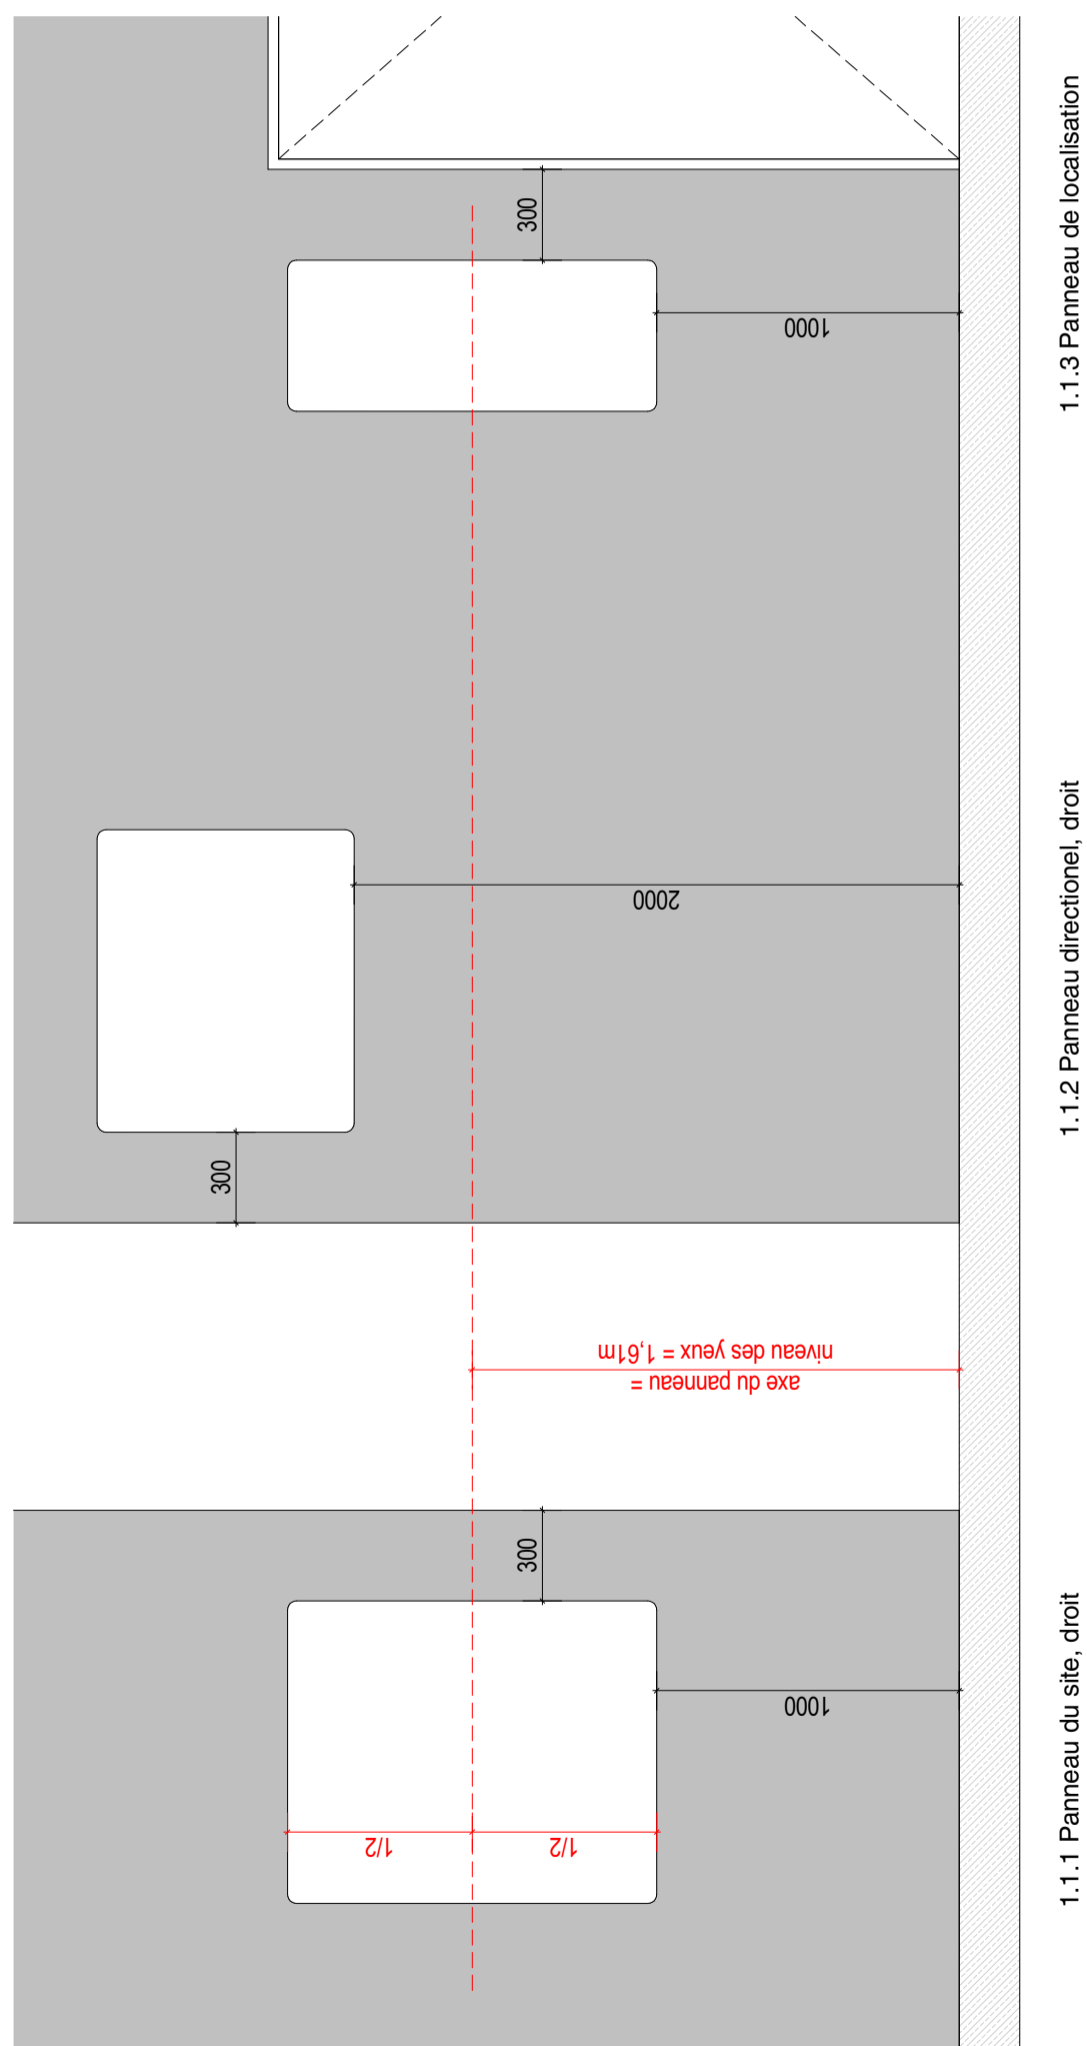 300
1000
1.1.3 Panneau de localisation
2000
300
1.1.2 Panneau directionel, droit
axe du panneau =
niveau des yeux = 1,61m
300
1000
1/2
1/2
1.1.1 Panneau du site, droit